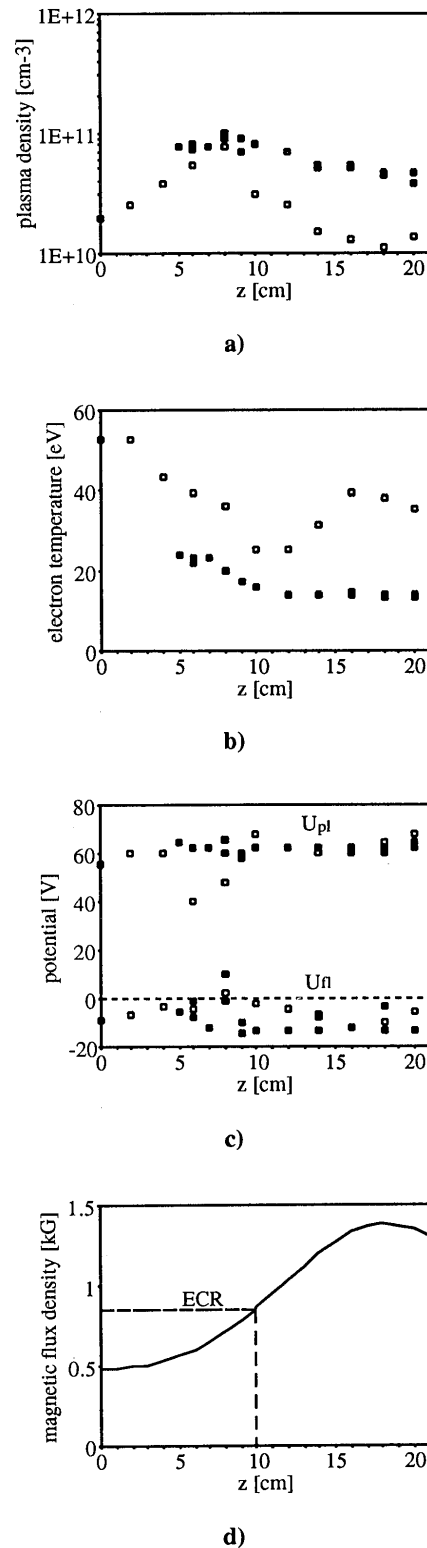 plasma density [cm-3]
1E+12
1E+11
1E+10
0
5
10
15
20
z [cm]
a)
electron temperature [eV]
60
40
20
0
0
5
10
15
20
z [cm]
b)
potential [V]
80
60
40
20
0
-20
Upl
Ufl
0
5
10
15
20
z [cm]
c)
magnetic flux density [kG]
1.5
1
0.5
0
ECR
0
5
10
15
20
z [cm]
d)